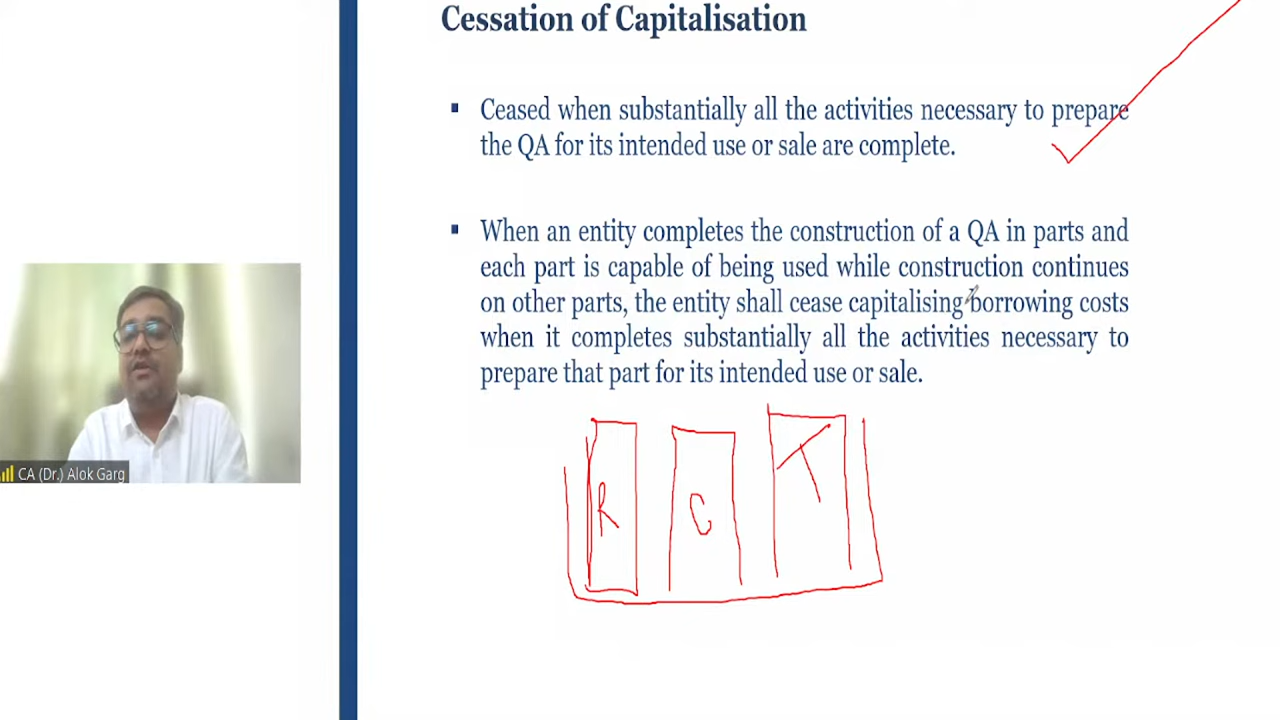 Cessation of Capitalisation
▪ Ceased when substantially all the activities necessary to prepare
the QA for its intended use or sale are complete.
▪ When an entity completes the construction of a QA in parts and
each part is capable of being used while construction continues
on other parts, the entity shall cease capitalising borrowing costs
when it completes substantially all the activities necessary to
prepare that part for its intended use or sale.
R C T
CA (Dr.) Alok Garg